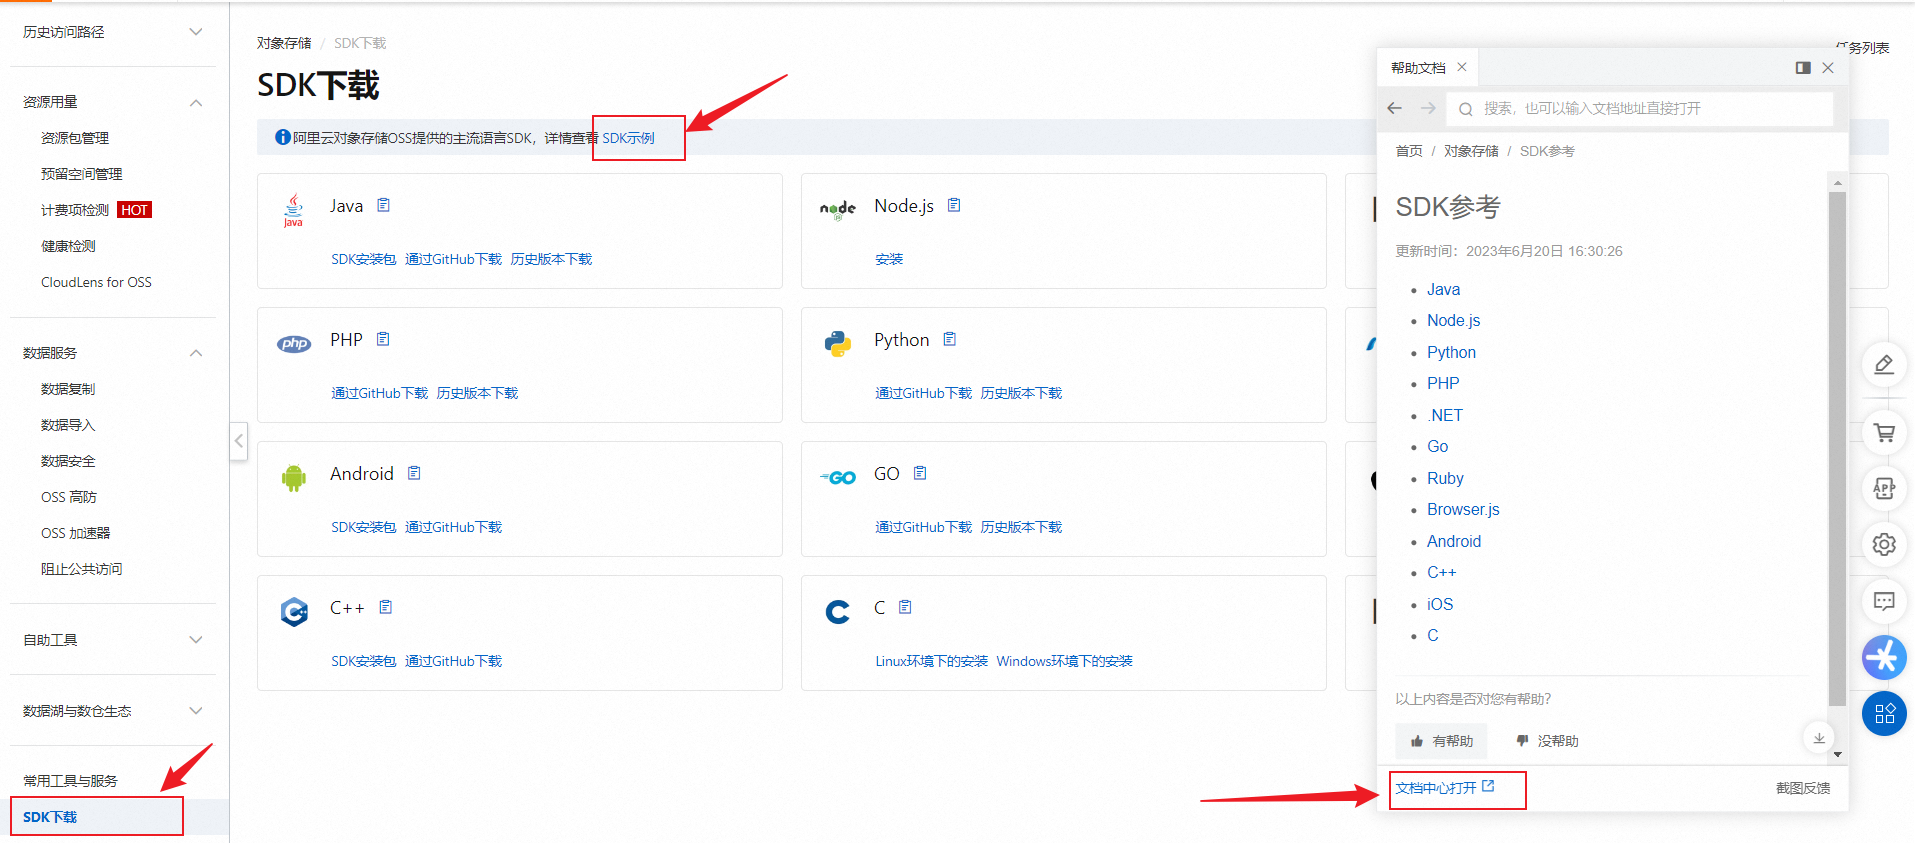 历史访问路径
资源用量
资源包管理
预留空间管理
计费项检测 HOT
健康检测
CloudLens for OSS
数据服务
数据复制
数据导入
数据安全
OSS 高防
OSS 加速器
阻止公共访问
自助工具
数据湖与数仓生态
常用工具与服务
SDK下载
对象存储 / SDK下载
SDK下载
阿里云对象存储OSS提供的主流语言SDK，详情查看 SDK示例
Java
Java
SDK安装包 通过GitHub下载 历史版本下载
node
JS
Node.js
安装
php
PHP
通过GitHub下载 历史版本下载
Python
通过GitHub下载 历史版本下载
Android
SDK安装包 通过GitHub下载
GO
GO
通过GitHub下载 历史版本下载
C++
SDK安装包 通过GitHub下载
C
C
Linux环境下的安装 Windows环境下的安装
任务列表
帮助文档
搜索，也可以输入文档地址直接打开
首页 / 对象存储 / SDK参考
SDK参考
更新时间：2023年6月20日 16:30:26
Java
Node.js
Python
PHP
.NET
Go
Ruby
Browser.js
Android
C++
iOS
C
以上内容是否对您有帮助？
有帮助 没帮助
文档中心打开 截图反馈
APP